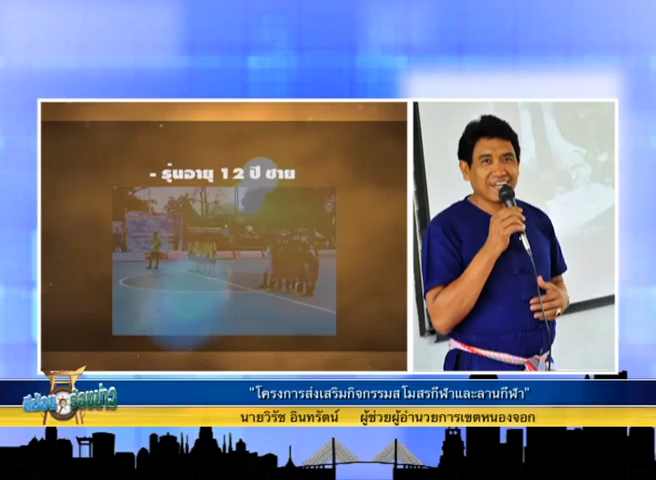 - รุ่นอายุ 12 ปี ชาย
"โครงการส่งเสริมกิจกรรมสโมสรกีฬาและลานกีฬา"
นายวิรัช อินทรัตน์ ผู้ช่วยผู้อำนวยการเขตหนองจอก